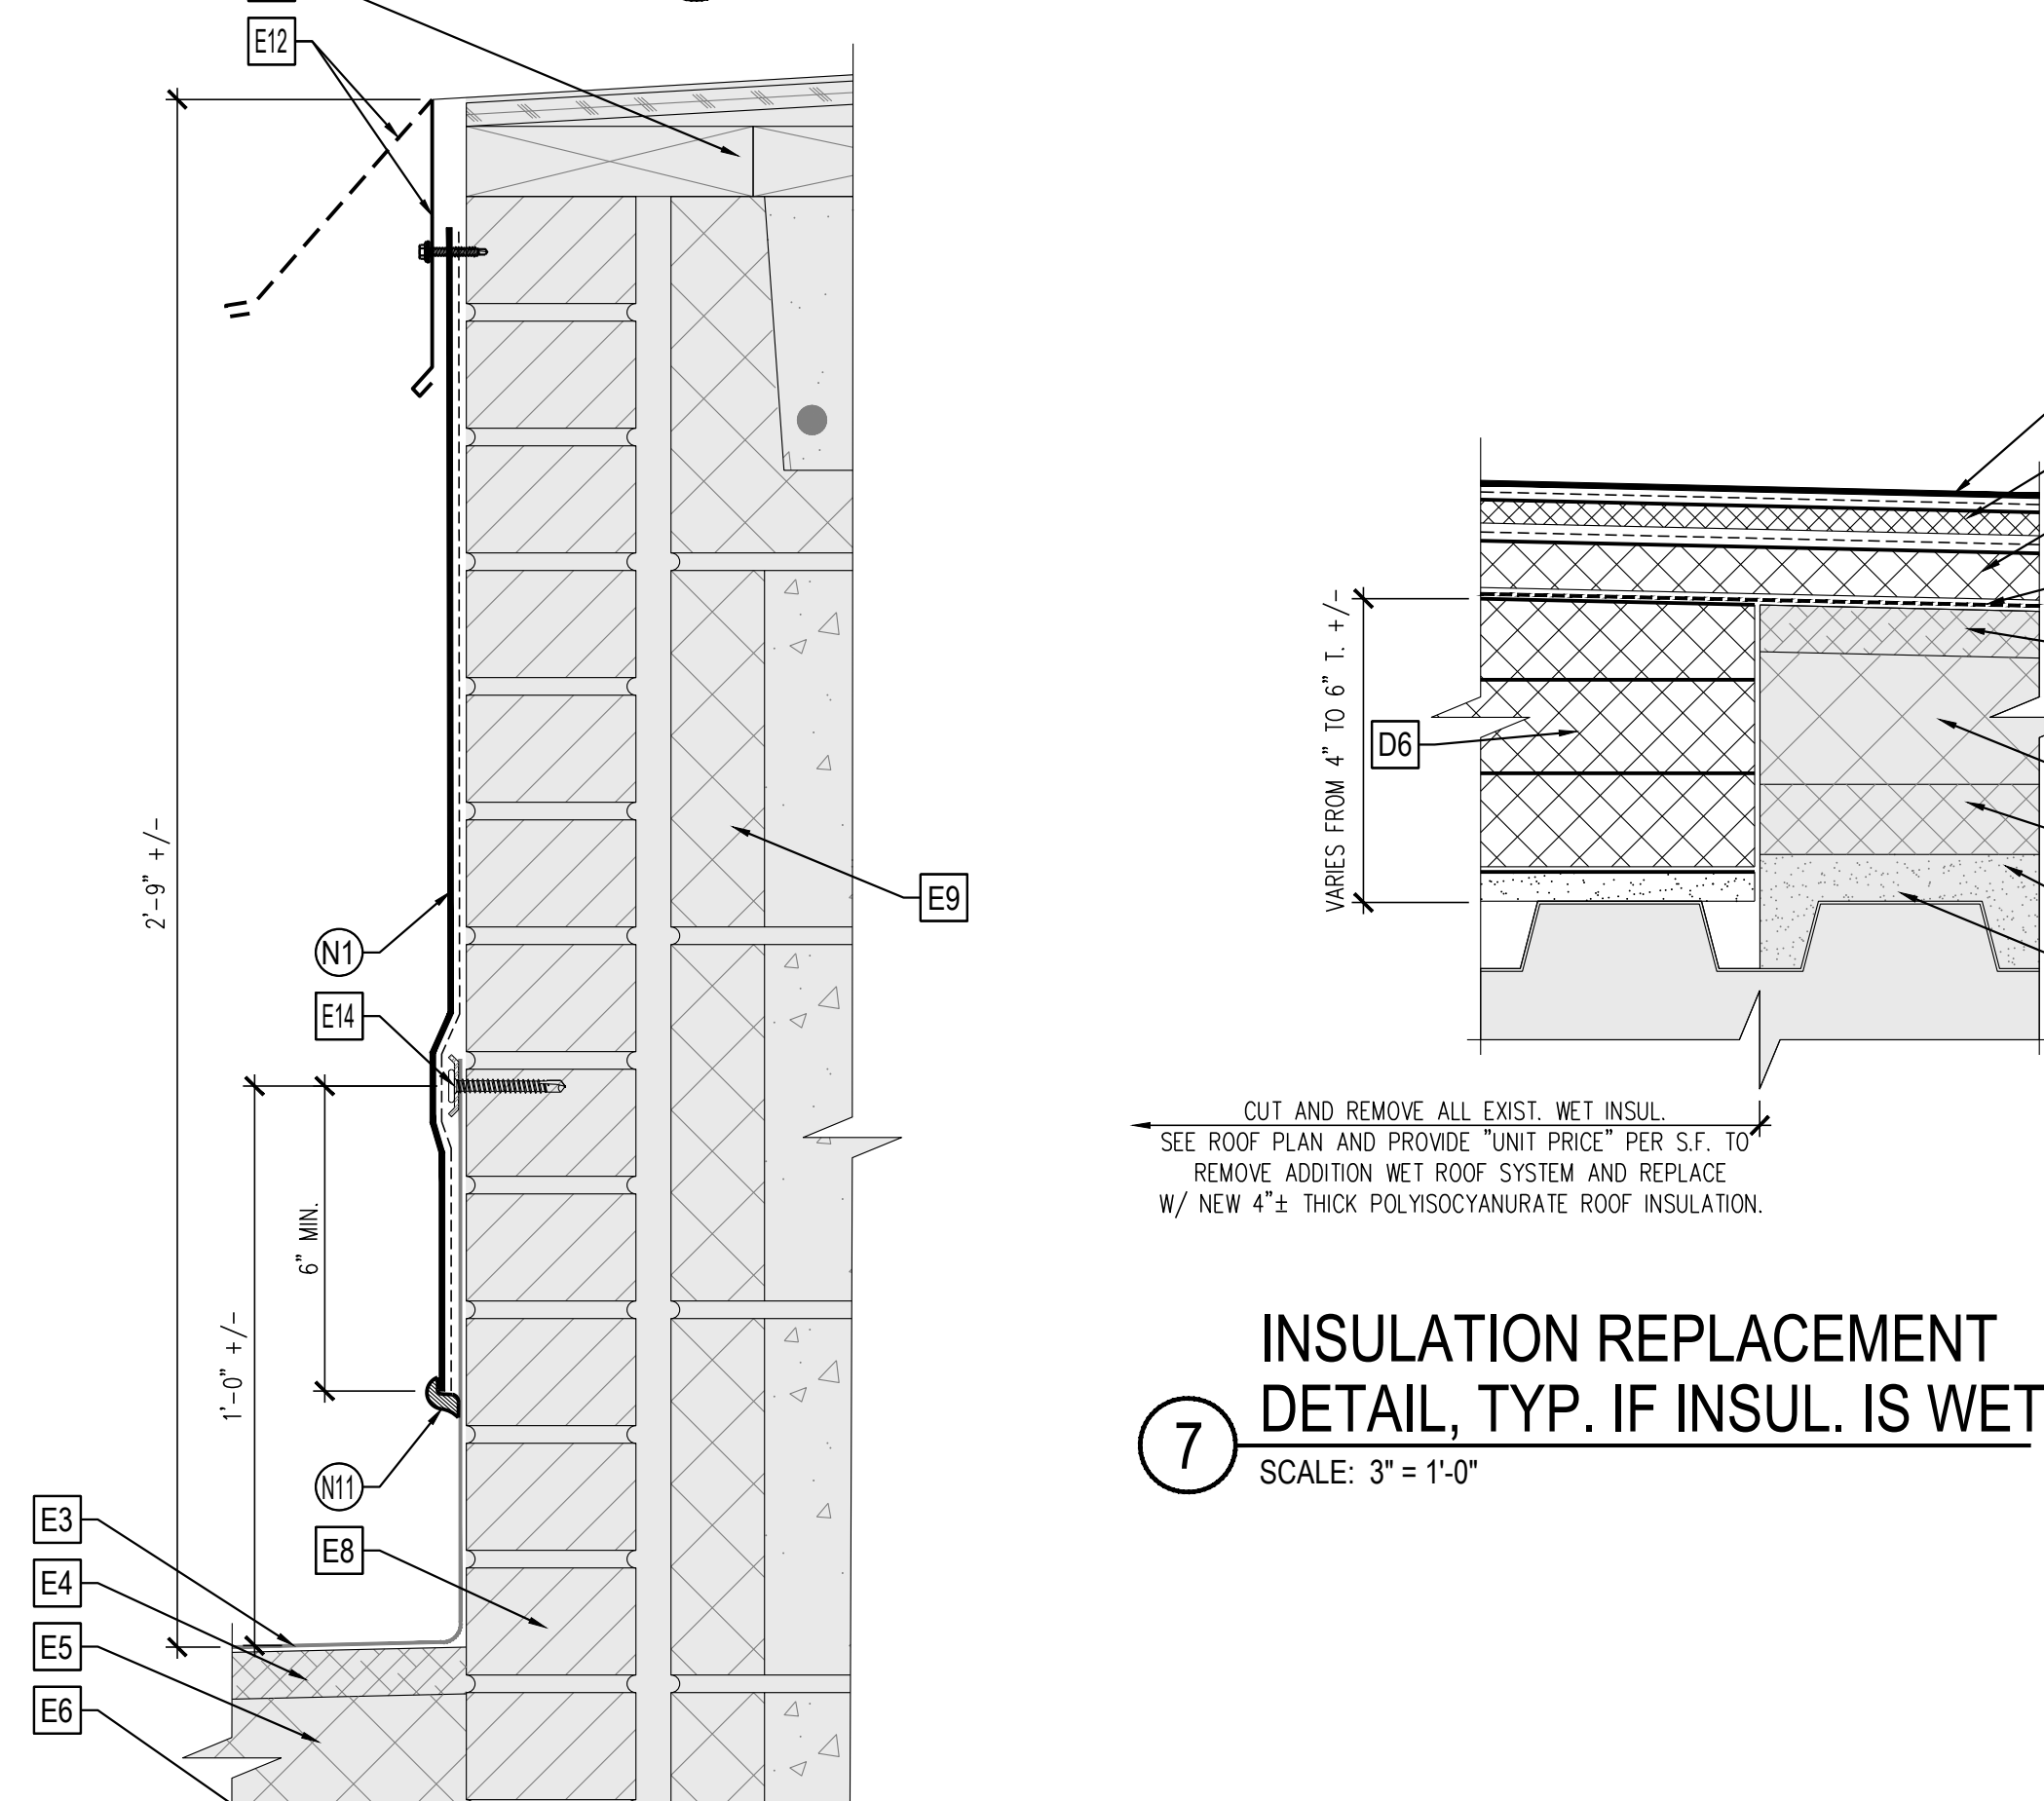 E12
2'-9" +/-
N1
E14
E9
6" MIN.
1'-0" +/-
N11
E8
E3
E4
E5
E6
VARIES FROM 4" TO 6" T. +/-
D6
CUT AND REMOVE ALL EXIST. WET INSUL.
SEE ROOF PLAN AND PROVIDE "UNIT PRICE" PER S.F. TO
REMOVE ADDITION WET ROOF SYSTEM AND REPLACE
W/ NEW 4"± THICK POLYISOCYANURATE ROOF INSULATION.
7
INSULATION REPLACEMENT
DETAIL, TYP. IF INSUL. IS WET
SCALE: 3" = 1'-0"